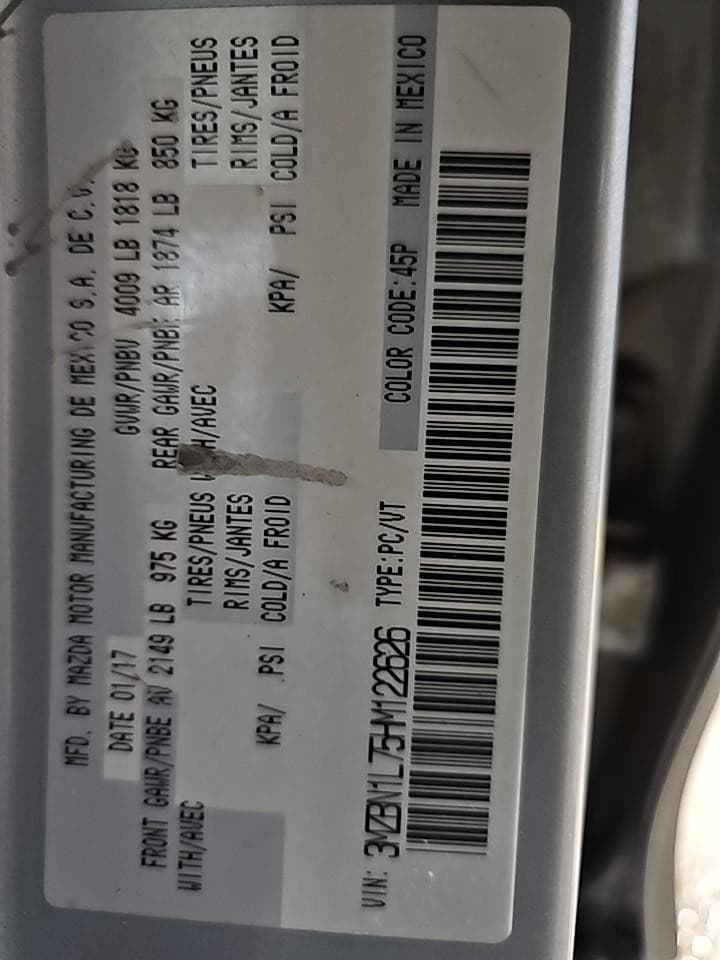 MFD. BY MAZDA MOTOR MANUFACTURING DE MEXICO S.A. DE C.V.
DATE 01/17 GVWR/PNBV 4009 LB 1818 KG
FRONT GAWR/PNBE AV 2149 LB 975 KG REAR GAWR/PNBE AR 1874 LB 850 KG
WITH/AVEC TIRES/PNEUS WITH/AVEC TIRES/PNEUS
RIMS/JANTES RIMS/JANTES
KPA/ PSI COLD/A FROID KPA/ PSI COLD/A FROID
VIN: 3MZBN1L75HM122626 TYPE:PC/VT COLOR CODE:45P MADE IN MEXICO